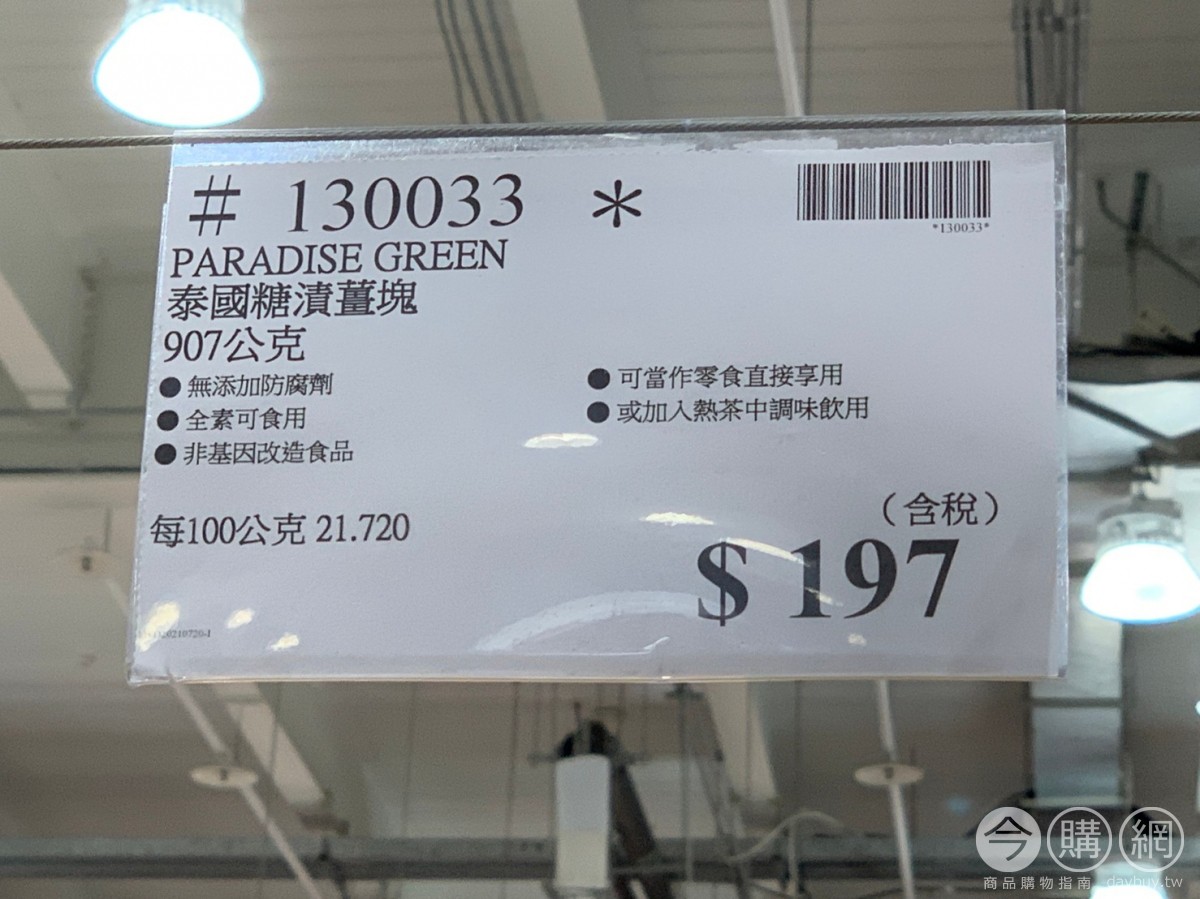 # 130033 *
*130033*
PARADISE GREEN
泰國糖漬薑塊
907公克
● 無添加防腐劑
● 全素可食用
● 非基因改造食品
● 可當作零食直接享用
● 或加入熱茶中調味飲用
每100公克 21.720
（含稅）
$ 197
今購網
商品購物指南 daybuy.tw